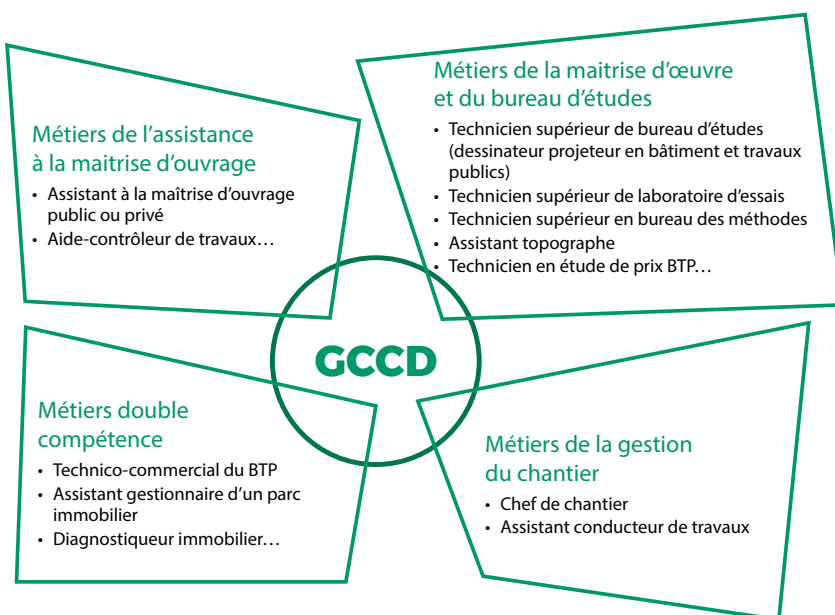 Métiers de l'assistance
à la maitrise d'ouvrage
• Assistant à la maîtrise d'ouvrage
public ou privé
• Aide-contrôleur de travaux…
Métiers de la maitrise d'œuvre
et du bureau d'études
• Technicien supérieur de bureau d'études
(dessinateur projeteur en bâtiment et travaux
publics)
• Technicien supérieur de laboratoire d'essais
• Technicien supérieur en bureau des méthodes
• Assistant topographe
• Technicien en étude de prix BTP…
GCCD
Métiers double
compétence
• Technico-commercial du BTP
• Assistant gestionnaire d'un parc
immobilier
• Diagnostiqueur immobilier…
Métiers de la gestion
du chantier
• Chef de chantier
• Assistant conducteur de travaux